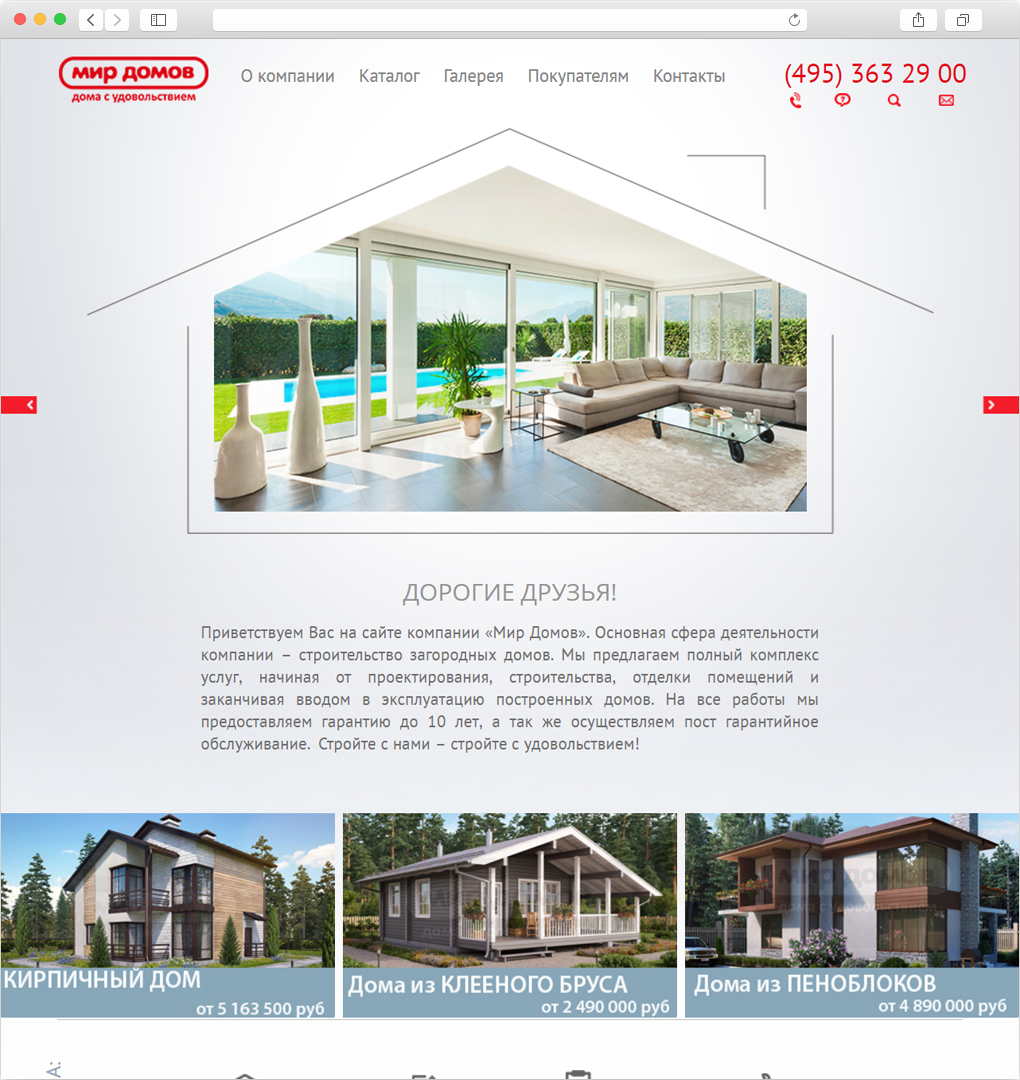 мир домов
дома с удовольствием
О компании Каталог Галерея Покупателям Контакты
(495) 363 29 00
ДОРОГИЕ ДРУЗЬЯ!
Приветствуем Вас на сайте компании «Мир Домов». Основная сфера деятельности
компании – строительство загородных домов. Мы предлагаем полный комплекс
услуг, начиная от проектирования, строительства, отделки помещений и
заканчивая вводом в эксплуатацию построенных домов. На все работы мы
предоставляем гарантию до 10 лет, а так же осуществляем пост гарантийное
обслуживание. Стройте с нами – стройте с удовольствием!
КИРПИЧНЫЙ ДОМ
от 5 163 500 руб
Дома из КЛЕЕНОГО БРУСА
от 2 490 000 руб
Дома из ПЕНОБЛОКОВ
от 4 890 000 руб
А: